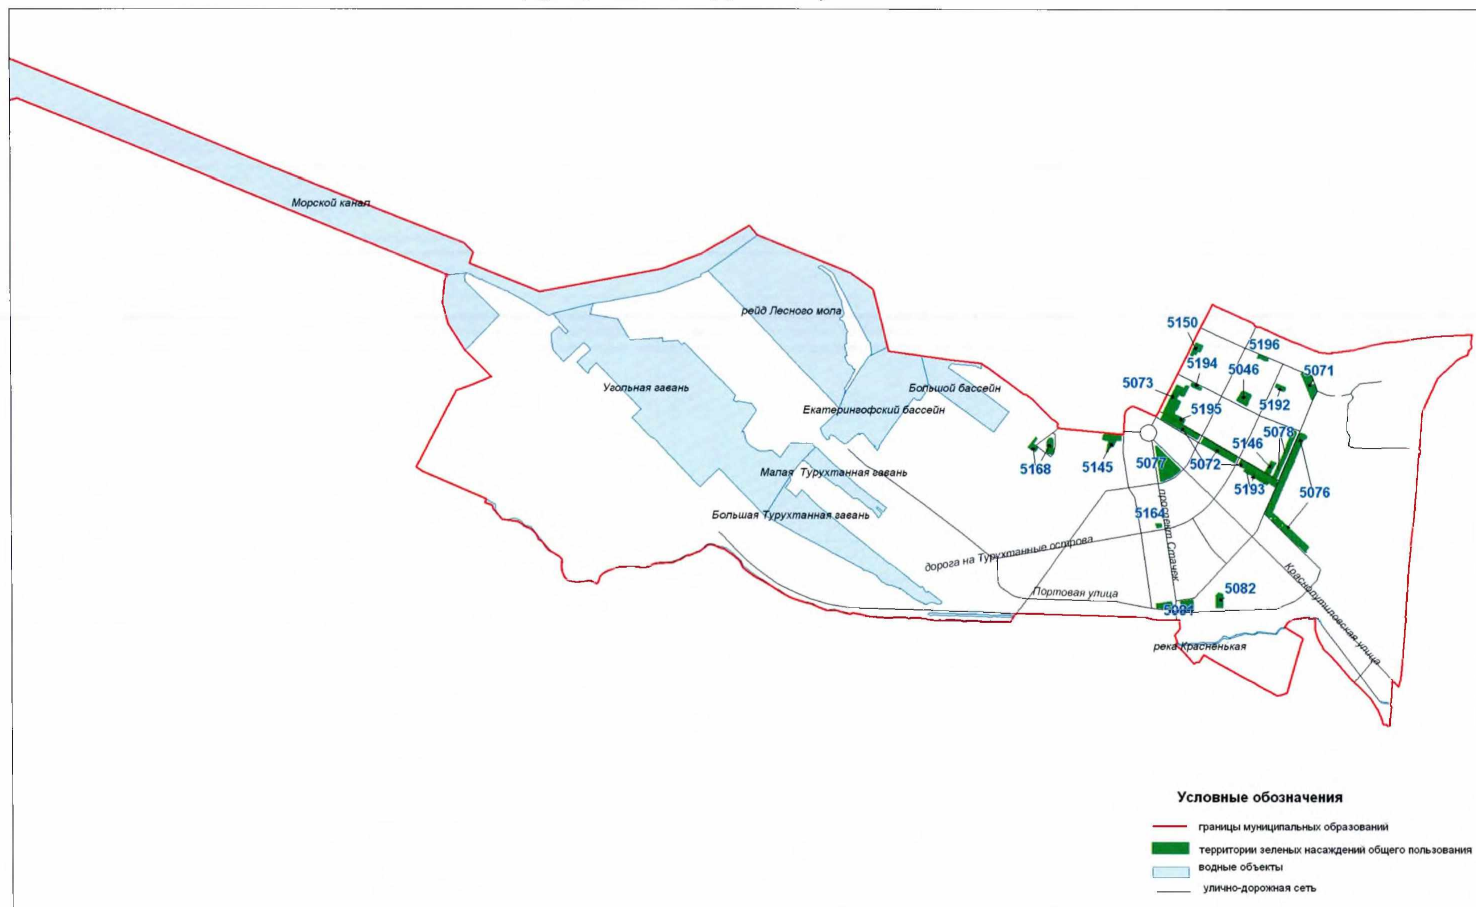 Морской канал
рейд Лесного мола
Угольная гавань
Большой бассейн
Екатерингофский бассейн
Малая Турухтанная гавань
Большая Турухтанная гавань
5150
5196
5194
5046
5071
5073
5192
5195
5078
5146
5168
5145
5077
5072
5193
5076
5164
проспект Стачек
дорога на Турухтанные острова
Портовая улица
5082
Краснопутиловская улица
река Красненькая
Условные обозначения
границы муниципальных образований
территории зеленых насаждений общего пользования
водные объекты
улично-дорожная сеть